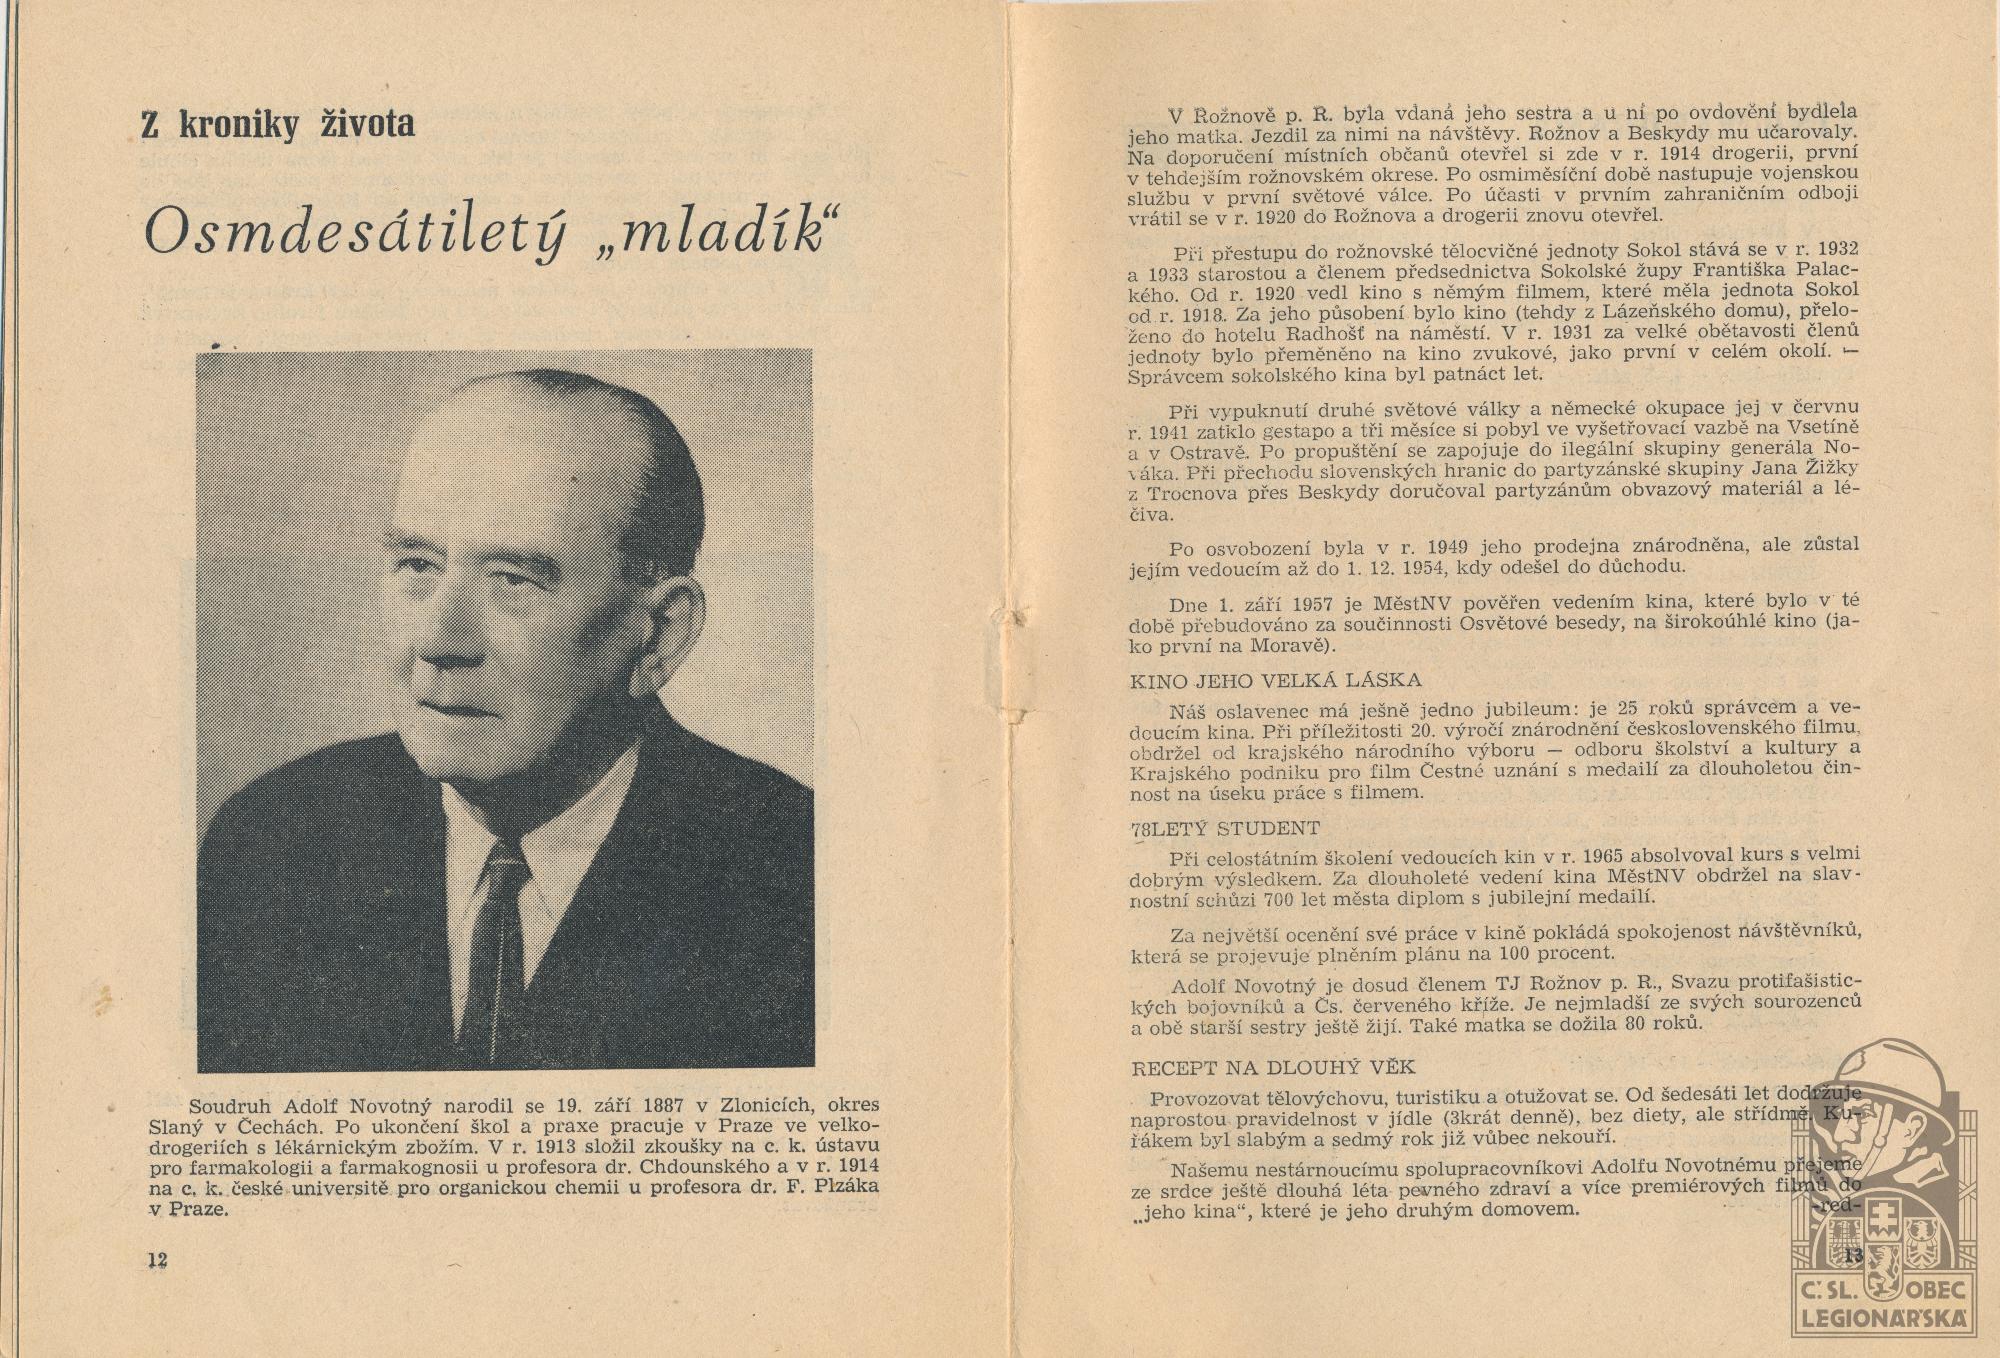 Z kroniky života
Osmdesátiletý „mladík“
Soudruh Adolf Novotný narodil se 19. září 1887 v Zlonicích, okres
Slaný v Čechách. Po ukončení škol a praxe pracuje v Praze ve velko-
drogeriích s lékárnickým zbožím. V r. 1913 složil zkoušky na c. k. ústavu
pro farmakologii a farmakognosii u profesora dr. Chdounského a v r. 1914
na c. k. české universitě pro organickou chemii u profesora dr. F. Plzáka
v Praze.
12
V Rožnově p. R. byla vdaná jeho sestra a u ní po ovdovění bydlela
jeho matka. Jezdil za nimi na návštěvy. Rožnov a Beskydy mu učarovaly.
Na doporučení místních občanů otevřel si zde v r. 1914 drogerii, první
v tehdejším rožnovském okrese. Po osmiměsíční době nastupuje vojenskou
službu v první světové válce. Po účasti v prvním zahraničním odboji
vrátil se v r. 1920 do Rožnova a drogerii znovu otevřel.
Při přestupu do rožnovské tělocvičné jednoty Sokol stává se v r. 1932
a 1933 starostou a členem předsednictva Sokolské župy Františka Palac-
kého. Od r. 1920 vedl kino s němým filmem, které měla jednota Sokol
od r. 1918. Za jeho působení bylo kino (tehdy z Lázeňského domu), přelo-
ženo do hotelu Radhošť na náměstí. V r. 1931 za velké obětavosti členů
jednoty bylo přeměněno na kino zvukové, jako první v celém okolí. —
Správcem sokolského kina byl patnáct let.
Při vypuknutí druhé světové války a německé okupace jej v červnu
r. 1941 zatklo gestapo a tři měsíce si pobyl ve vyšetřovací vazbě na Vsetíně
a v Ostravě. Po propuštění se zapojuje do ilegální skupiny generála No-
váka. Při přechodu slovenských hranic do partyzánské skupiny Jana Žižky
z Trocnova přes Beskydy doručoval partyzánům obvazový materiál a lé-
čiva.
Po osvobození byla v r. 1949 jeho prodejna znárodněna, ale zůstal
jejím vedoucím až do 1. 12. 1954, kdy odešel do důchodu.
Dne 1. září 1957 je MěstNV pověřen vedením kina, které bylo v té
době přebudováno za součinnosti Osvětové besedy, na širokoúhlé kino (ja-
ko první na Moravě).
KINO JEHO VELKÁ LÁSKA
Náš oslavenec má ješně jedno jubileum: je 25 roků správcem a ve-
doucím kina. Při příležitosti 20. výročí znárodnění československého filmu,
obdržel od krajského národního výboru — odboru školství a kultury a
Krajského podniku pro film Čestné uznání s medailí za dlouholetou čin-
nost na úseku práce s filmem.
78LETÝ STUDENT
Při celostátním školení vedoucích kin v r. 1965 absolvoval kurs s velmi
dobrým výsledkem. Za dlouholeté vedení kina MěstNV obdržel na slav-
nostní schůzi 700 let města diplom s jubilejní medailí.
Za největší ocenění své práce v kině pokládá spokojenost návštěvníků,
která se projevuje plněním plánu na 100 procent.
Adolf Novotný je dosud členem TJ Rožnov p. R., Svazu protifašistic-
kých bojovníků a Čs. červeného kříže. Je nejmladší ze svých sourozenců
a obě starší sestry ještě žijí. Také matka se dožila 80 roků.
RECEPT NA DLOUHÝ VĚK
Provozovat tělovýchovu, turistiku a otužovat se. Od šedesáti let dodržuje
naprostou pravidelnost v jídle (3krát denně), bez diety, ale střídmě. Ku-
řákem byl slabým a sedmý rok již vůbec nekouří.
Našemu nestárnoucímu spolupracovníkovi Adolfu Novotnému přejeme
ze srdce ještě dlouhá léta pevného zdraví a více premiérových filmů do
„jeho kina“, které je jeho druhým domovem.
-red-
13
Č. SL. OBEC
LEGIONÁŘSKÁ